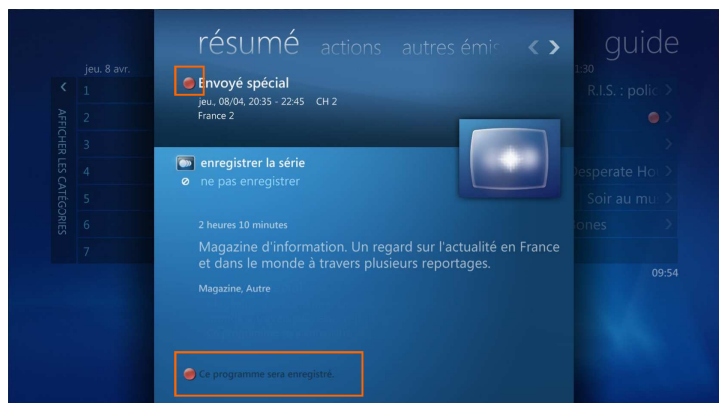 résumé actions autres émis
guide
jeu. 8 avr.
1:30
Envoyé spécial
jeu., 08/04, 20:35 - 22:45 CH 2
France 2
AFFICHER LES CATÉGORIES
1
R.I.S. : polic
2
3
4
Desperate Ho
5
Soir au mu
6
Bones
7
enregistrer la série
ne pas enregistrer
2 heures 10 minutes
Magazine d'information. Un regard sur l'actualité en France
et dans le monde à travers plusieurs reportages.
09:54
Magazine, Autre
Ce programme sera enregistré.